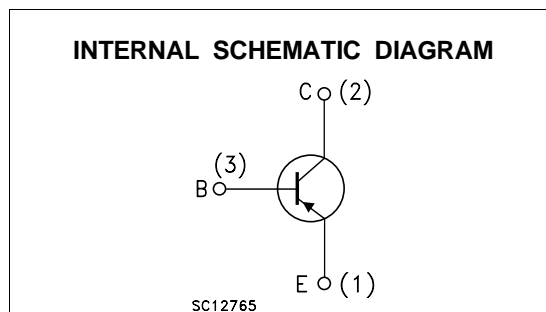 INTERNAL SCHEMATIC DIAGRAM
C (2)
(3)
B
E (1)
SC12765